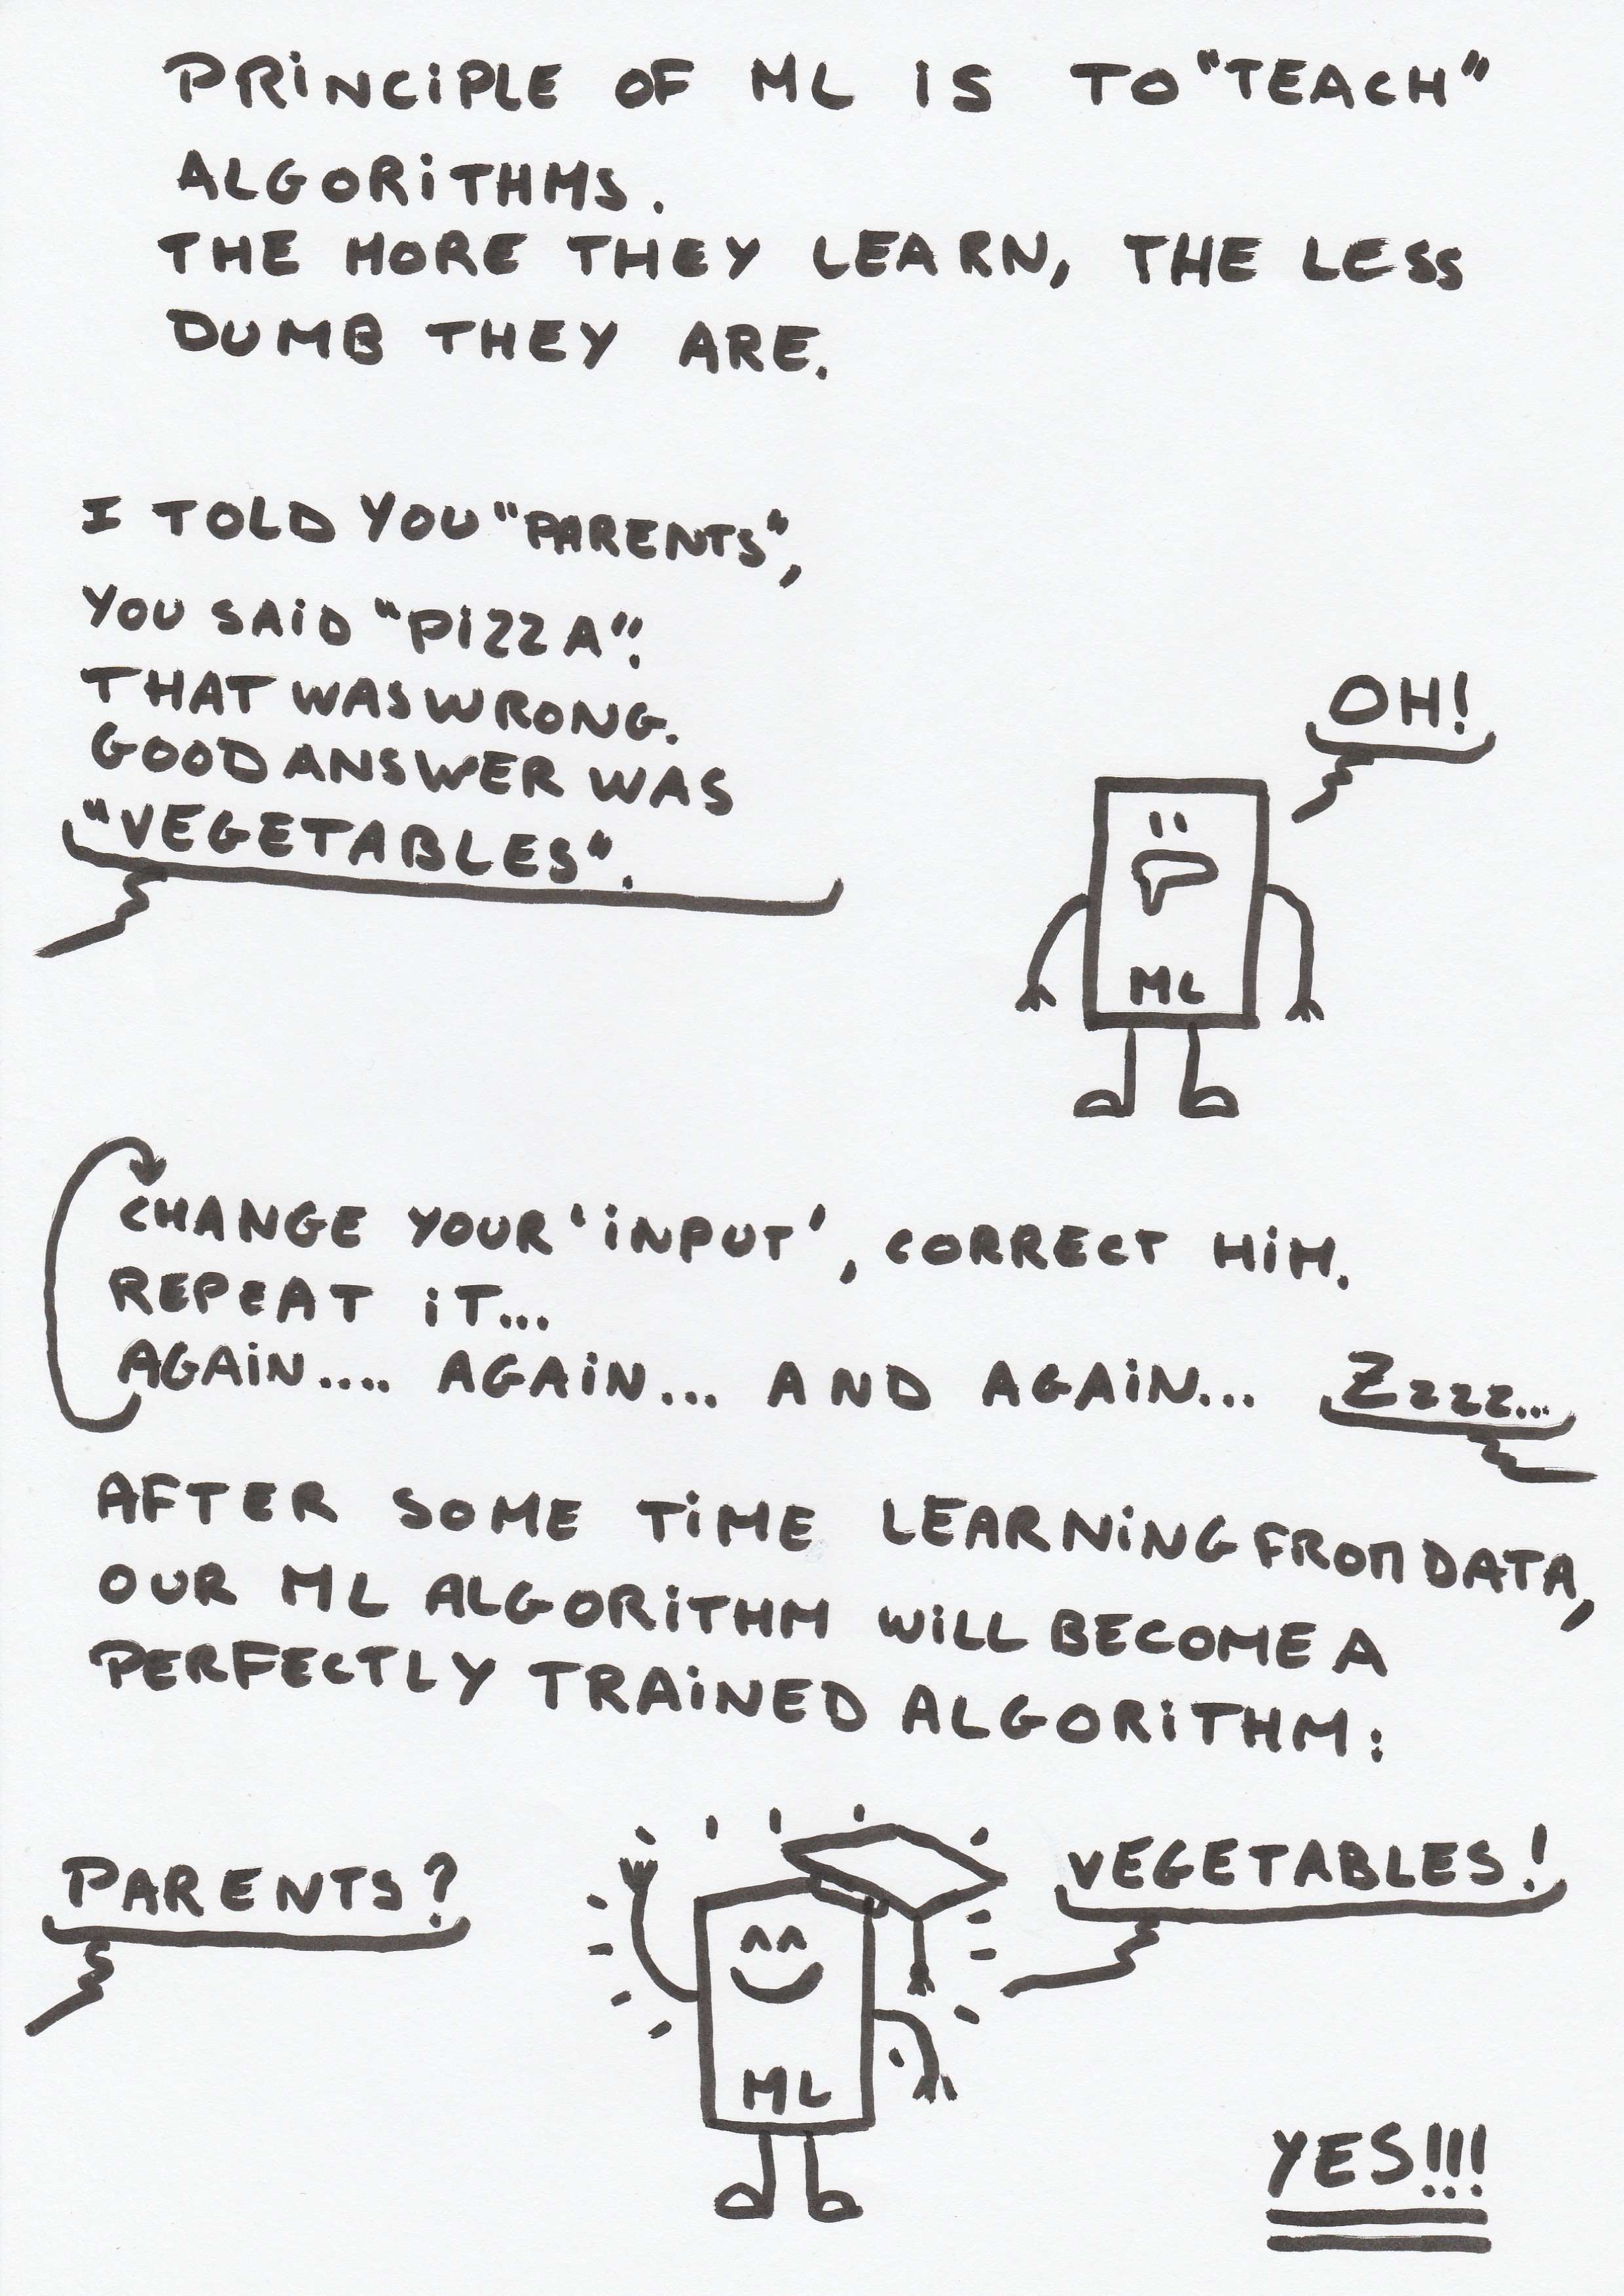 PRINCIPLE OF ML IS TO "TEACH"
ALGORITHMS.
THE MORE THEY LEARN, THE LESS
DUMB THEY ARE.
I TOLD YOU "PARENTS",
YOU SAID "PIZZA".
THAT WAS WRONG.
GOOD ANSWER WAS
"VEGETABLES".
OH!
ML
CHANGE YOUR 'INPUT', CORRECT HIM.
REPEAT IT...
AGAIN.... AGAIN... AND AGAIN...
Zzzzz...
AFTER SOME TIME LEARNING FROM DATA,
OUR ML ALGORITHM WILL BECOME A
PERFECTLY TRAINED ALGORITHM:
PARENTS?
VEGETABLES!
ML
YES!!!